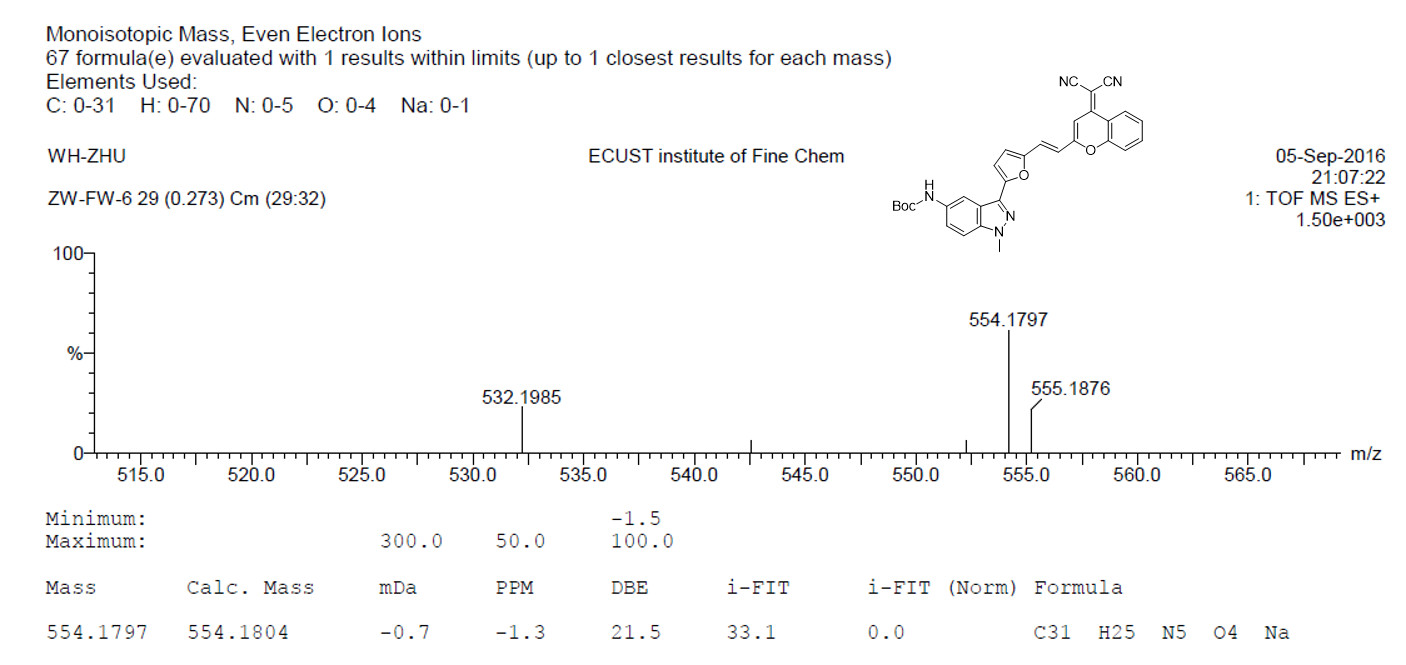 Monoisotopic Mass, Even Electron Ions
67 formula(e) evaluated with 1 results within limits (up to 1 closest results for each mass)
Elements Used:
C: 0-31 H: 0-70 N: 0-5 O: 0-4 Na: 0-1
NC CN
O
O
H
N
Boc
N
N
WH-ZHU ECUST institute of Fine Chem 05-Sep-2016
21:07:22
ZW-FW-6 29 (0.273) Cm (29:32) 1: TOF MS ES+
1.50e+003
100
%
0
532.1985
554.1797
555.1876
515.0 520.0 525.0 530.0 535.0 540.0 545.0 550.0 555.0 560.0 565.0 m/z
Minimum: -1.5
Maximum: 300.0 50.0 100.0
Mass Calc. Mass mDa PPM DBE i-FIT i-FIT (Norm) Formula
554.1797 554.1804 -0.7 -1.3 21.5 33.1 0.0 C31 H25 N5 O4 Na